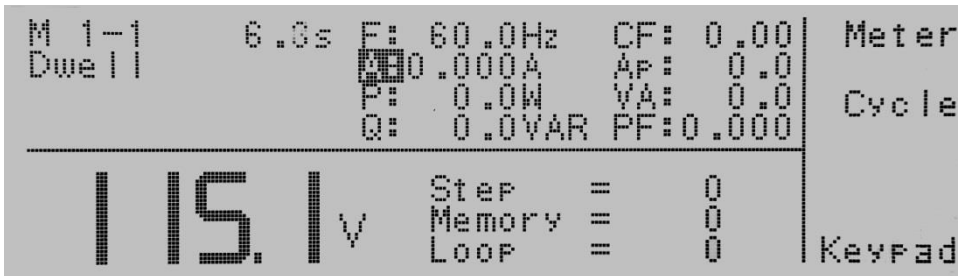 M 1-1 6.0s F: 60.0Hz CF: 0.00 Meter
Dwell A:0.000A Ap: 0.0
P: 0.0W VA: 0.0 Cycle
Q: 0.0VAR PF:0.000
115.1V
Step = 0
Memory = 0
Loop = 0
Keypad